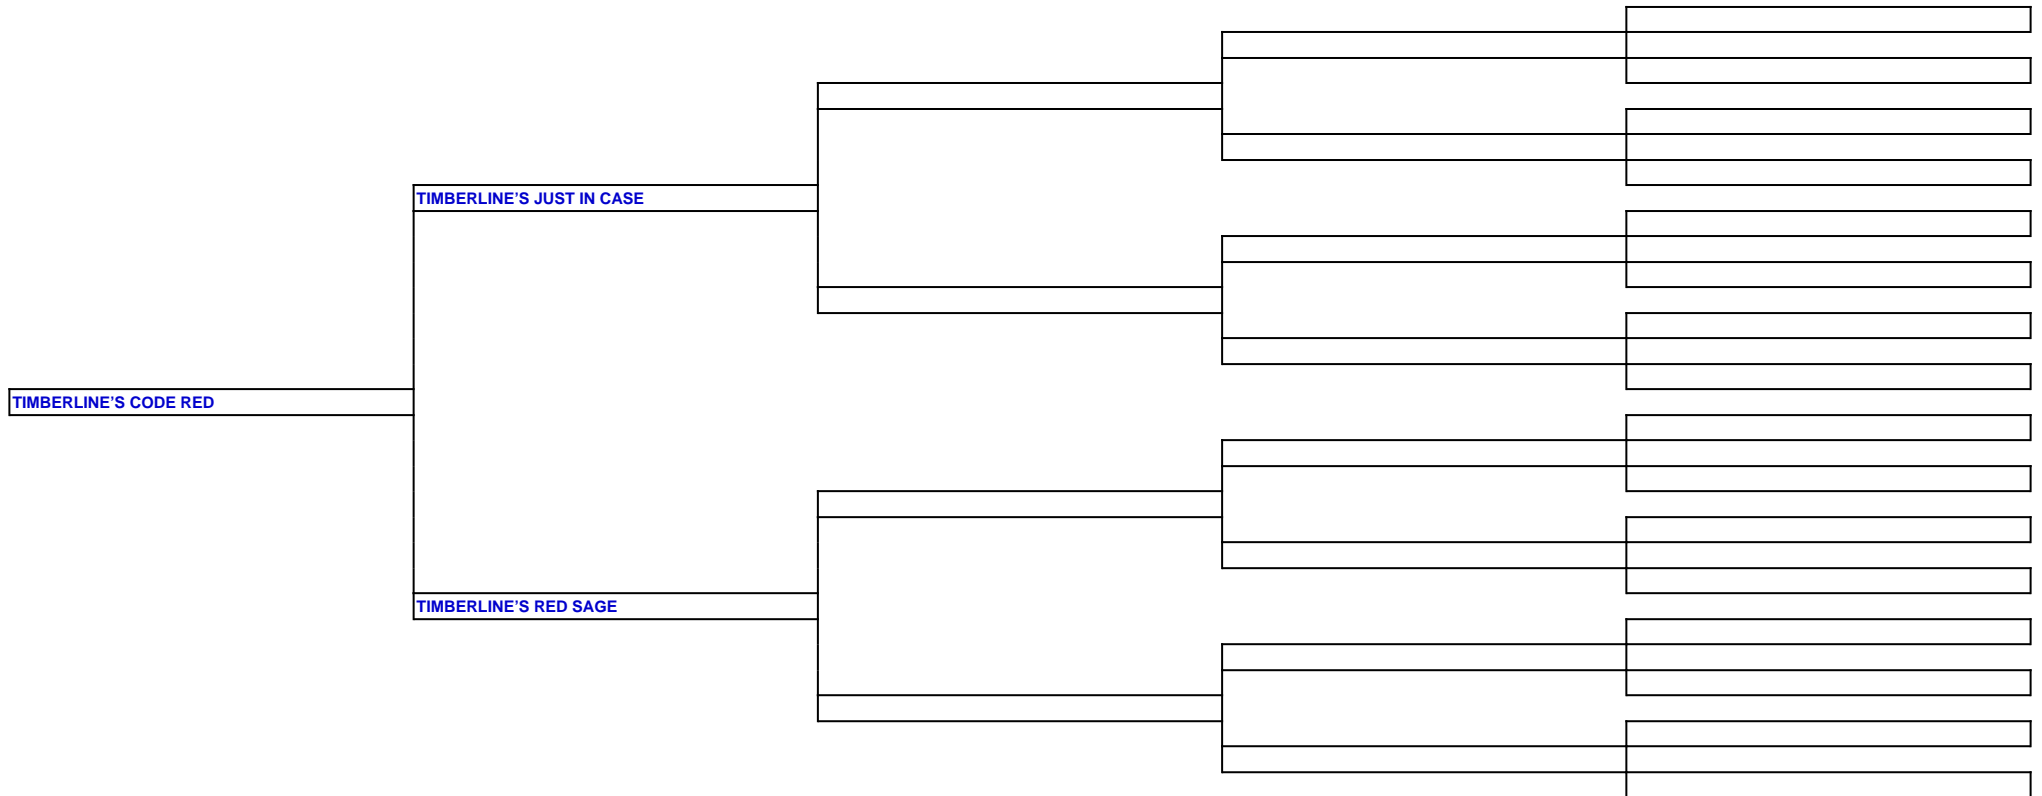 TIMBERLINE’S JUST IN CASE
TIMBERLINE’S CODE RED
TIMBERLINE’S RED SAGE